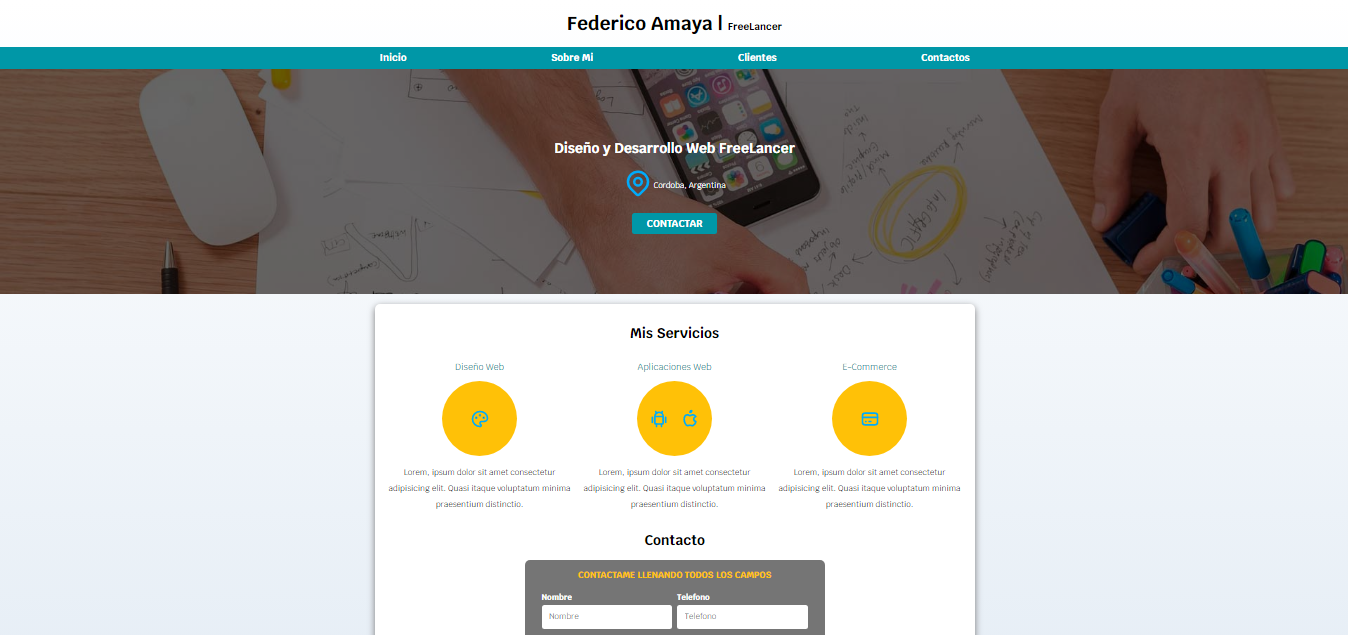 Federico Amaya | FreeLancer
Inicio Sobre Mi Clientes Contactos
Diseño y Desarrollo Web FreeLancer
Cordoba, Argentina
CONTACTAR
Mis Servicios
Diseño Web
Lorem, ipsum dolor sit amet consectetur
adipisicing elit. Quasi itaque voluptatum minima
praesentium distinctio.
Aplicaciones Web
Lorem, ipsum dolor sit amet consectetur
adipisicing elit. Quasi itaque voluptatum minima
praesentium distinctio.
E-Commerce
Lorem, ipsum dolor sit amet consectetur
adipisicing elit. Quasi itaque voluptatum minima
praesentium distinctio.
Contacto
CONTACTAME LLENANDO TODOS LOS CAMPOS
Nombre
Nombre
Telefono
Telefono